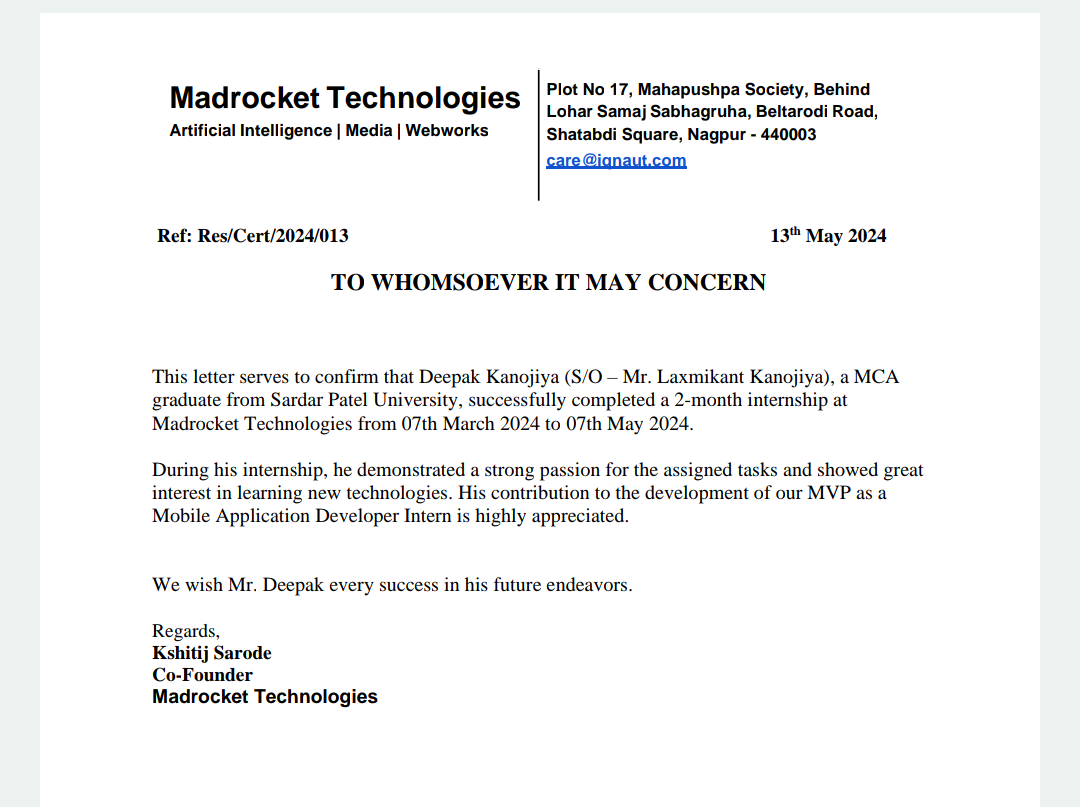 Madrocket Technologies
Artificial Intelligence | Media | Webworks
Plot No 17, Mahapushpa Society, Behind
Lohar Samaj Sabhagruha, Beltarodi Road,
Shatabdi Square, Nagpur - 440003
care@iqnaut.com
Ref: Res/Cert/2024/013
13th May 2024
TO WHOMSOEVER IT MAY CONCERN
This letter serves to confirm that Deepak Kanojiya (S/O – Mr. Laxmikant Kanojiya), a MCA
graduate from Sardar Patel University, successfully completed a 2-month internship at
Madrocket Technologies from 07th March 2024 to 07th May 2024.
During his internship, he demonstrated a strong passion for the assigned tasks and showed great
interest in learning new technologies. His contribution to the development of our MVP as a
Mobile Application Developer Intern is highly appreciated.
We wish Mr. Deepak every success in his future endeavors.
Regards,
Kshitij Sarode
Co-Founder
Madrocket Technologies